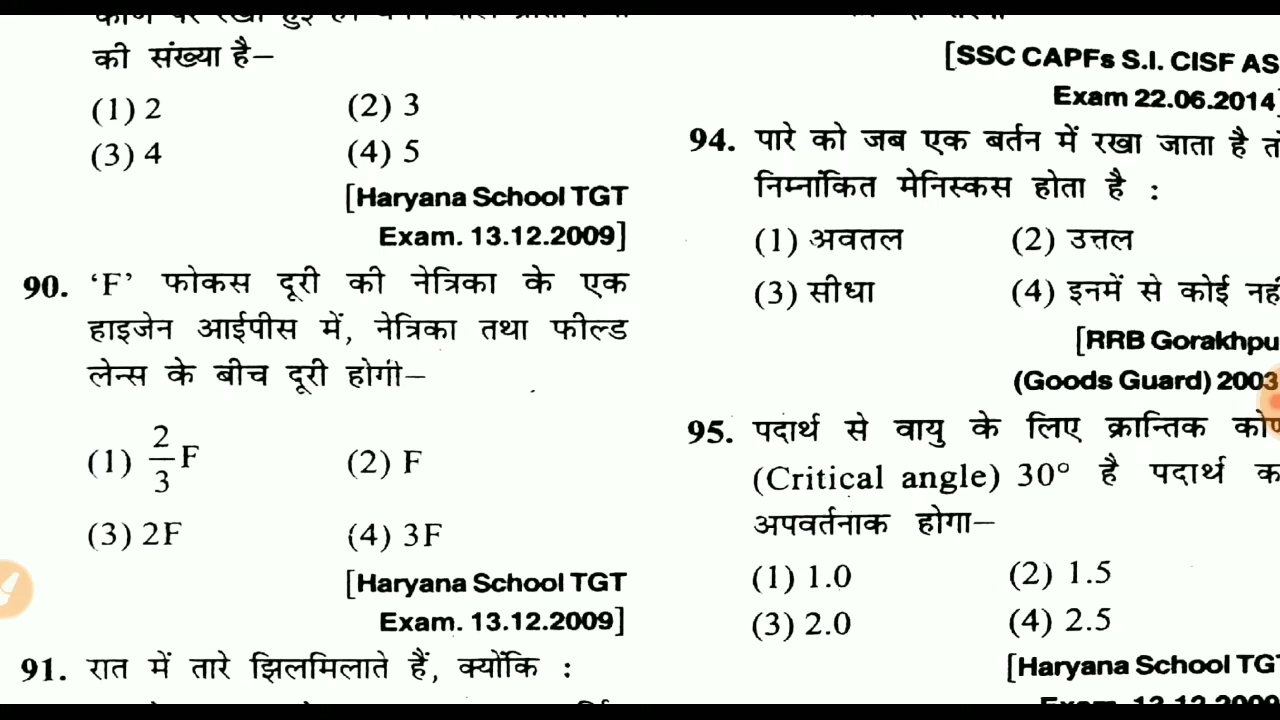 की संख्या है–
(1) 2 (2) 3
(3) 4 (4) 5
[Haryana School TGT
Exam. 13.12.2009]
90. ‘F’ फोकस दूरी की नेत्रिका के एक
हाइजेन आईपीस में, नेत्रिका तथा फील्ड
लेन्स के बीच दूरी होगी–
(1) 2/3 F (2) F
(3) 2F (4) 3F
[Haryana School TGT
Exam. 13.12.2009]
91. रात में तारे झिलमिलाते हैं, क्योंकि :
[SSC CAPFs S.I. CISF AS
Exam 22.06.2014]
94. पारे को जब एक बर्तन में रखा जाता है
निम्नांकित मेनिस्कस होता है :
(1) अवतल (2) उत्तल
(3) सीधा (4) इनमें से कोई
[RRB Gorakhpu
(Goods Guard) 2003
95. पदार्थ से वायु के लिए क्रान्तिक
(Critical angle) 30° है पदार्थ
अपवर्तनाक होगा–
(1) 1.0 (2) 1.5
(3) 2.0 (4) 2.5
[Haryana School